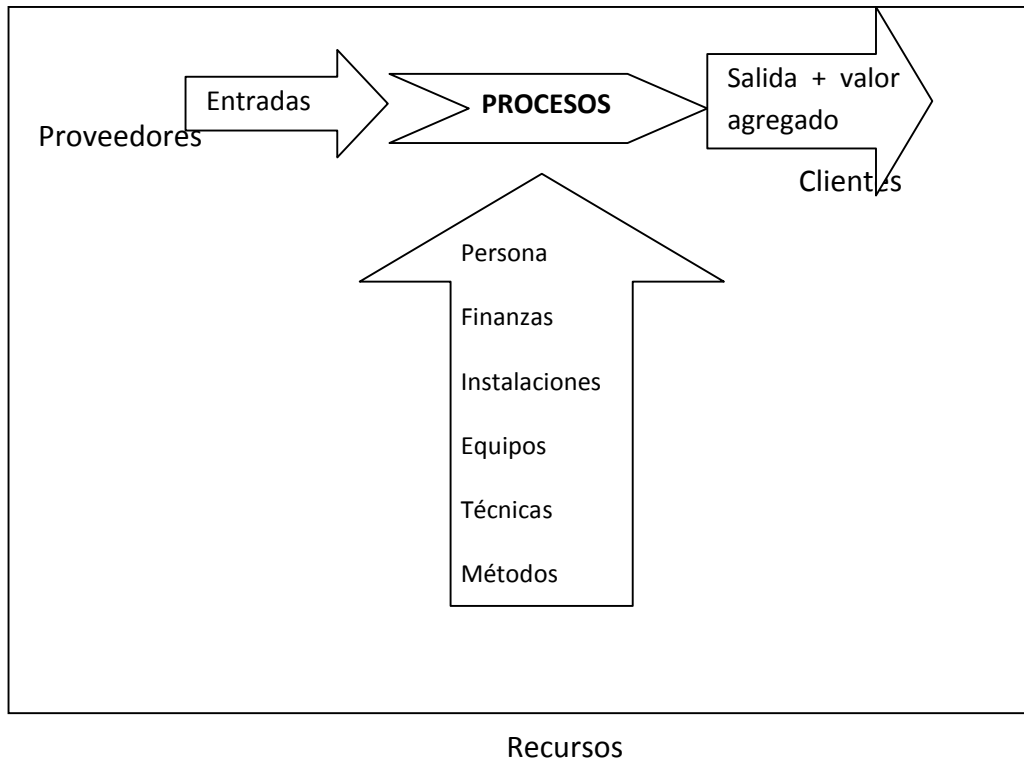 Proveedores
Entradas
PROCESOS
Salida + valor
agregado
Clientes
Persona
Finanzas
Instalaciones
Equipos
Técnicas
Métodos
Recursos